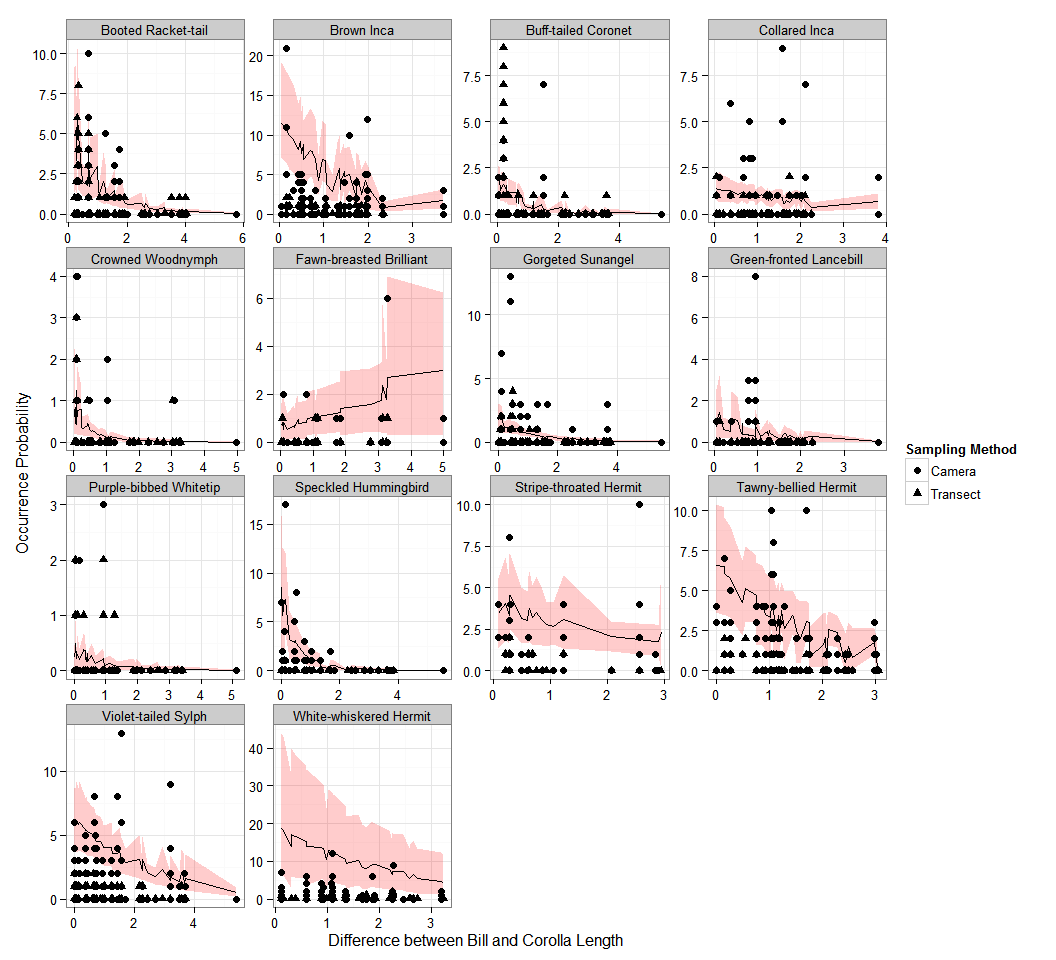 Booted Racket-tail Brown Inca Buff-tailed Coronet Collared Inca
10.0 7.5 5.0 2.5 0.0
20 15 10 5 0
7.5 5.0 2.5 0.0
7.5 5.0 2.5 0.0
0 2 4 6
0 1 2 3
0 2 4 6
0 1 2 3 4
Crowned Woodnymph Fawn-breasted Brilliant Gorgeted Sunangel Green-fronted Lancebill
4 3 2 1 0
6 4 2 0
10 5 0
8 6 4 2 0
0 1 2 3 4 5
0 1 2 3 4 5
0 2 4
0 1 2 3
Purple-bibbed Whitetip Speckled Hummingbird Stripe-throated Hermit Tawny-bellied Hermit
3 2 1 0
15 10 5 0
10.0 7.5 5.0 2.5 0.0
10.0 7.5 5.0 2.5 0.0
0 1 2 3 4 5
0 2 4
0 1 2 3
0 1 2 3
Violet-tailed Sylph White-whiskered Hermit
10 5 0
40 30 20 10 0
0 2 4
0 1 2 3
Occurrence Probability
Difference between Bill and Corolla Length
Sampling Method
Camera
Transect